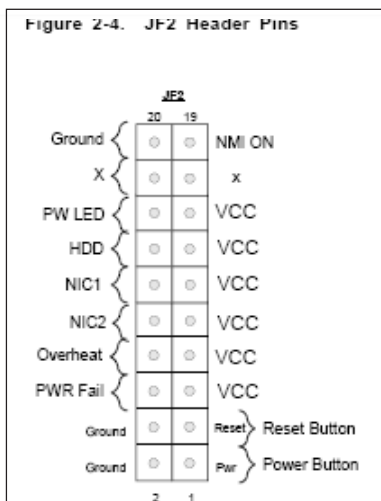 Figure 2-4. JF2 Header Pins
JF2
20 19
Ground NMI ON
X x
PW LED VCC
HDD VCC
NIC1 VCC
NIC2 VCC
Overheat VCC
PWR Fail VCC
Ground Reset Reset Button
Ground Pwr Power Button
2 1